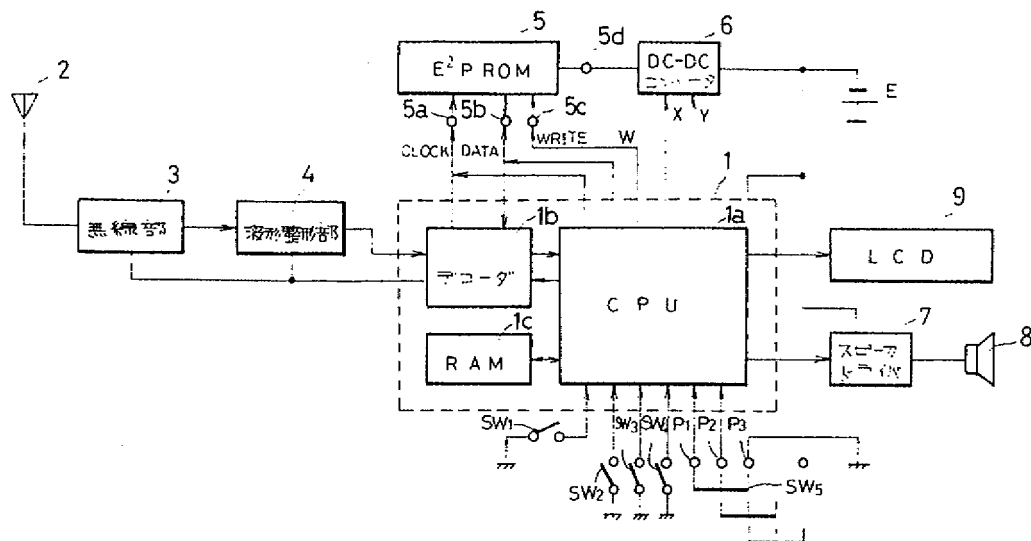 5
5d
6
2
E² P ROM
DC-DC
コンバータ
E
5a
5b
5c
X Y
CLOCK DATA
WRITE W
1
3
4
1b
1a
9
無線部
波形整形部
デコーダ
C P U
L C D
1c
7
8
R A M
スピーカ
ドライバ
SW₁
SW₃
SW₄
P₁
P₂
P₃
SW₂
SW₅